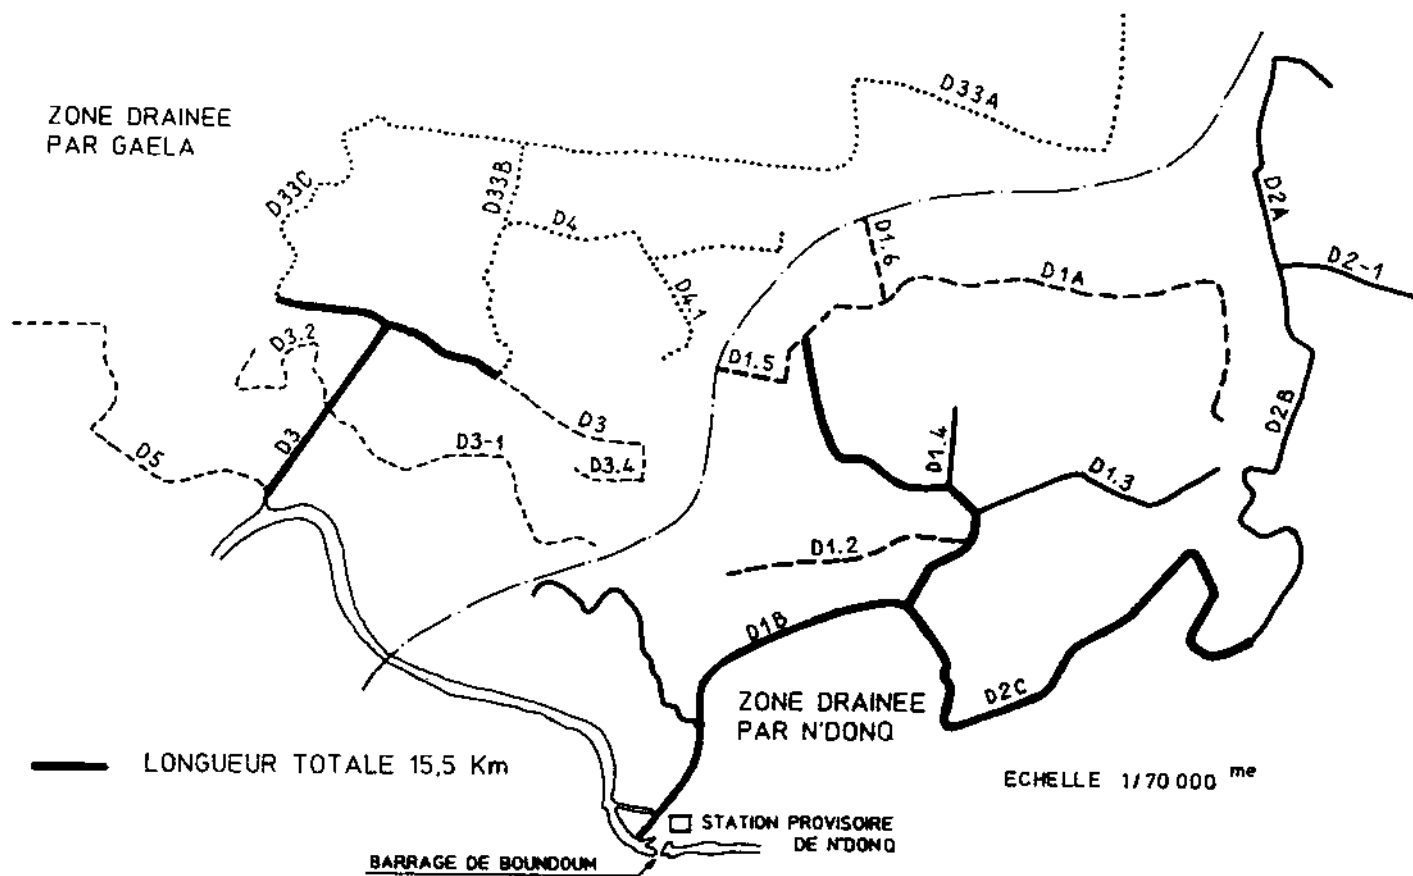 ZONE DRAINEE
PAR GAELA
D33A
D33C
D33B
D4
D4-A
D2A
D1.6
D2-1
D1A
D3.2
D1.5
D2B
D3
D3
D3-1
D3.4
D5
D1.4
D1.3
D1.2
D1B
D2C
ZONE DRAINEE
PAR N'DONQ
LONGUEUR TOTALE 15,5 Km
ECHELLE 1/70 000 me
STATION PROVISOIRE
DE N'DONQ
BARRAGE DE BOUNDOUM